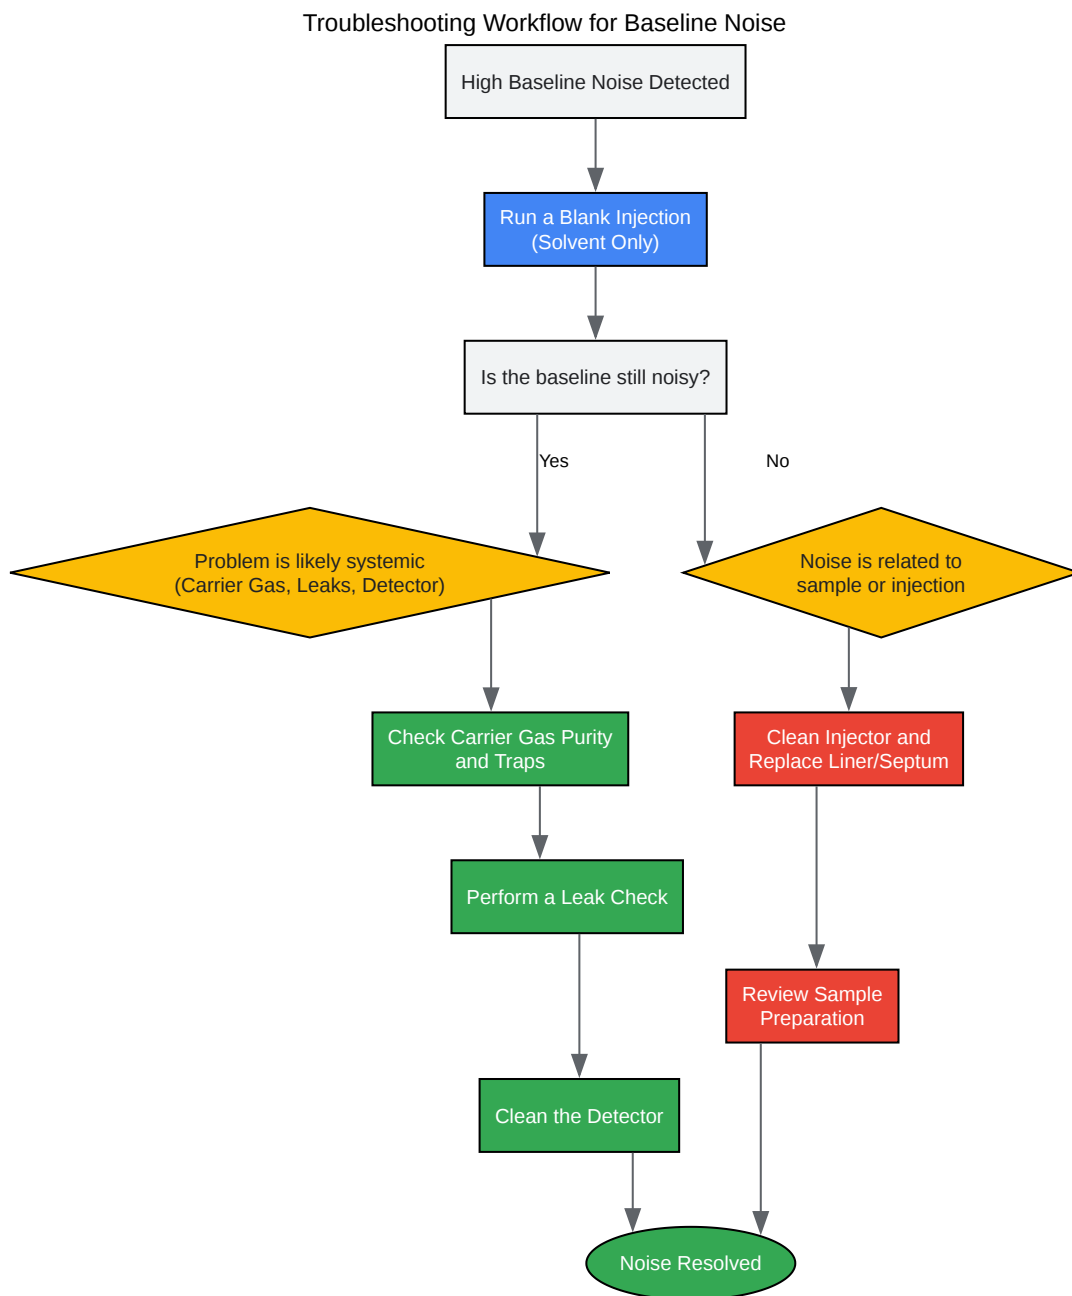 Troubleshooting Workflow for Baseline Noise
High Baseline Noise Detected
Run a Blank Injection
(Solvent Only)
Is the baseline still noisy?
Yes
No
Problem is likely systemic
(Carrier Gas, Leaks, Detector)
Noise is related to
sample or injection
Check Carrier Gas Purity
and Traps
Clean Injector and
Replace Liner/Septum
Perform a Leak Check
Review Sample
Preparation
Clean the Detector
Noise Resolved